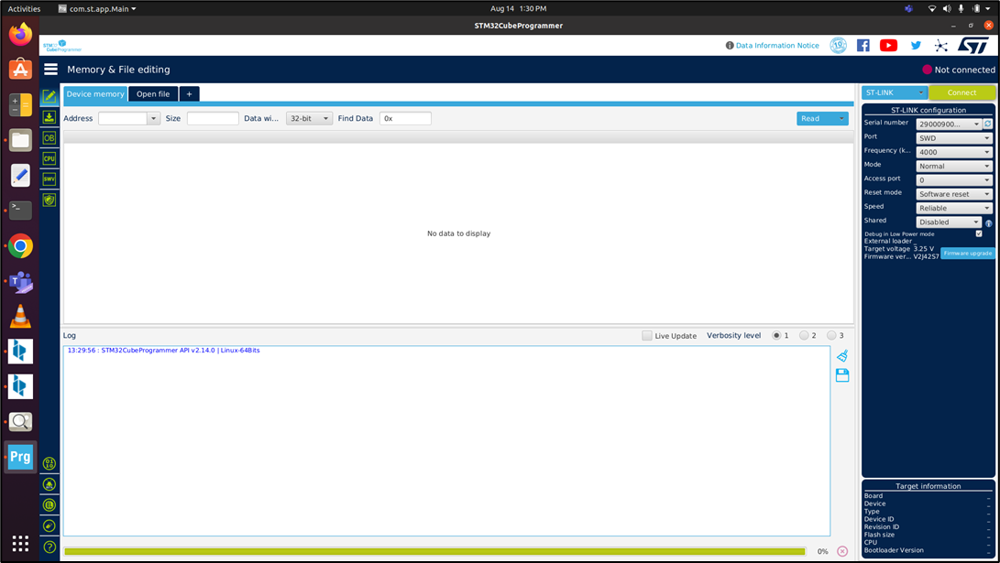 Activities com.st.app.Main Aug 14 1:30 PM
STM32CubeProgrammer
STM32 CubeProgrammer Data Information Notice
Memory & File editing Not connected
Device memory Open file + ST-LINK Connect
Address Size Data wi... 32-bit Find Data 0x Read
ST-LINK configuration
Serial number 29000900...
Port SWD
Frequency (k... 4000
Mode Normal
Access port 0
Reset mode Software reset
Speed Reliable
Shared Disabled
Debug in Low Power mode
External loader _
Target voltage 3.25 V
Firmware ver... V2J42S7 Firmware upgrade
OB
CPU
SWV
No data to display
Log Live Update Verbosity level 1 2 3
13:29:56 : STM32CubeProgrammer API v2.14.0 | Linux-64Bits
Prg
Target information
Board _
Device _
Type _
Device ID _
Revision ID _
Flash size _
CPU _
Bootloader Version _
0%